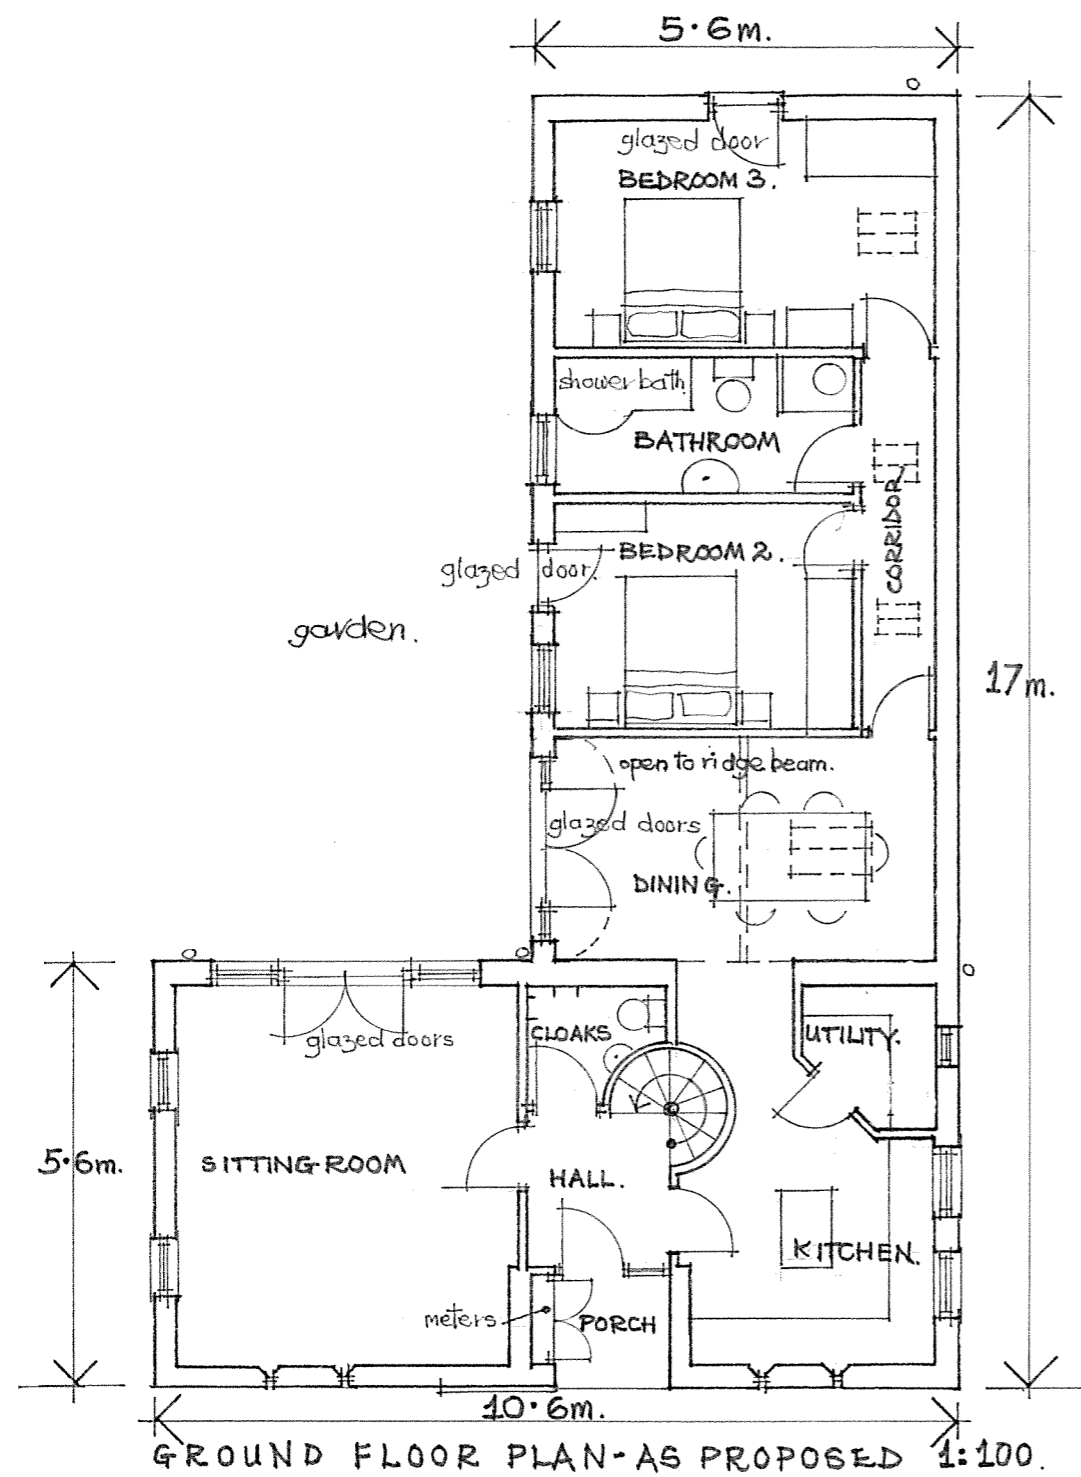 5·6m.
glazed door
BEDROOM 3.
shower bath.
BATHROOM
CORRIDOR
BEDROOM 2.
glazed door.
garden.
17m.
open to ridge beam.
glazed doors
DINING.
CLOAKS
UTILITY.
glazed doors
5·6m.
SITTING ROOM
HALL.
KITCHEN.
meters
PORCH
10·6m.
GROUND FLOOR PLAN-AS PROPOSED 1:100.